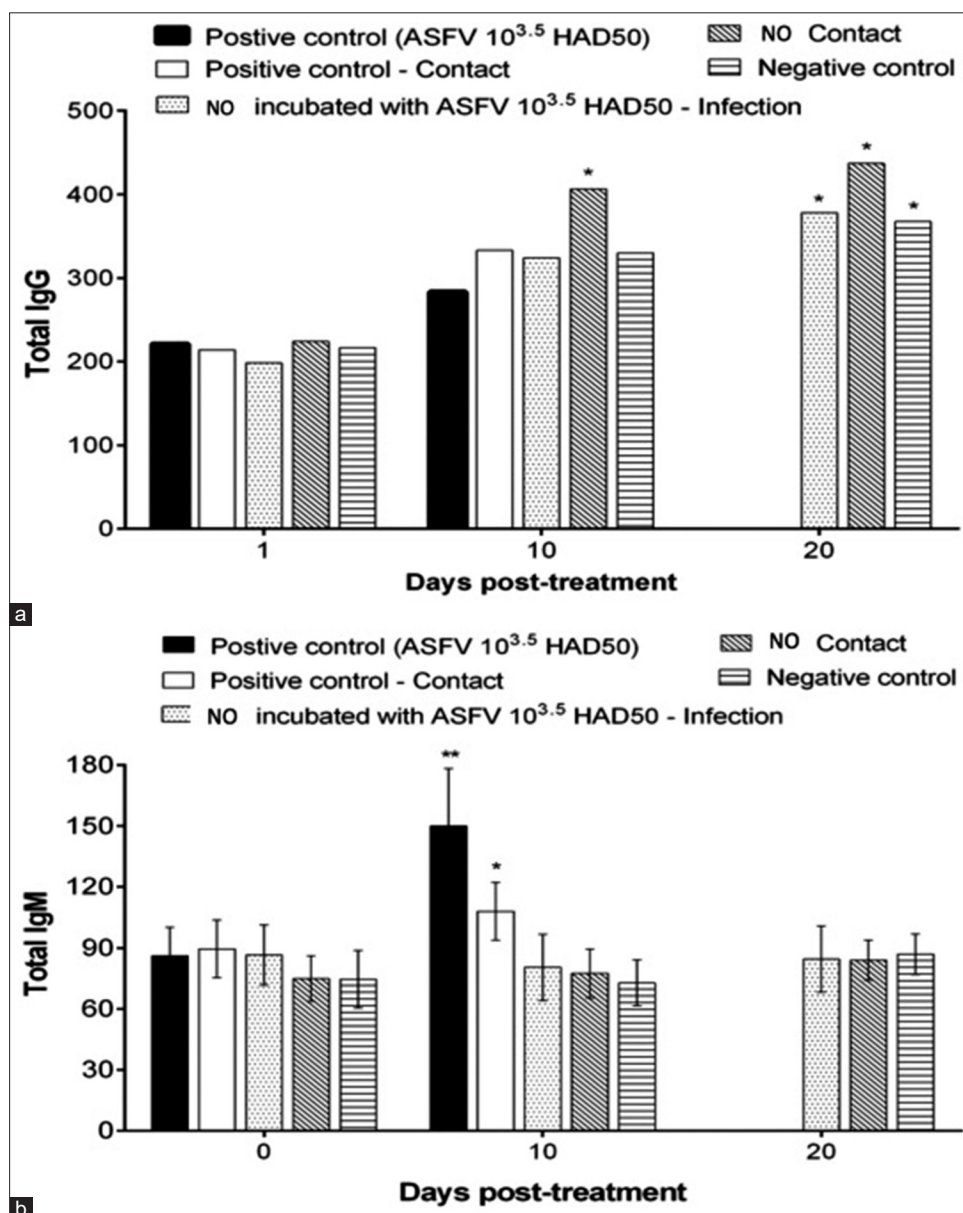 Postive control (ASFV 10^3.5 HAD50)
NO Contact
Positive control - Contact
Negative control
NO incubated with ASFV 10^3.5 HAD50 - Infection
500
400
300
200
100
0
Total IgG
*
*
*
*
1 10 20
Days post-treatment
a
Postive control (ASFV 10^3.5 HAD50)
NO Contact
Positive control - Contact
Negative control
NO incubated with ASFV 10^3.5 HAD50 - Infection
180
150
120
90
60
30
0
Total IgM
**
*
0 10 20
Days post-treatment
b